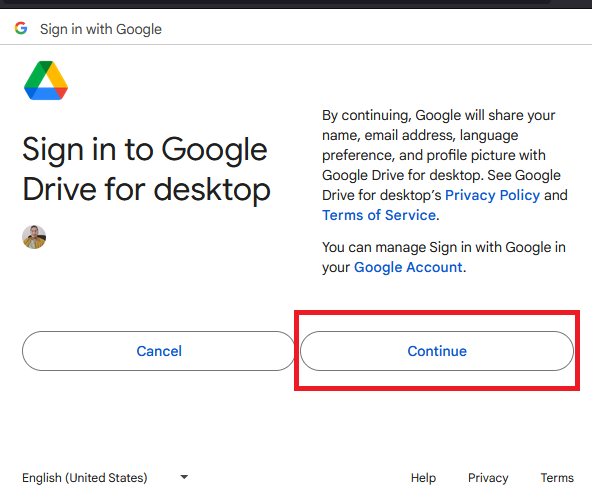 Sign in with Google
Sign in to Google
Drive for desktop
By continuing, Google will share your
name, email address, language
preference, and profile picture with
Google Drive for desktop. See Google
Drive for desktop’s Privacy Policy and
Terms of Service.
You can manage Sign in with Google in
your Google Account.
Cancel
Continue
English (United States)
Help
Privacy
Terms